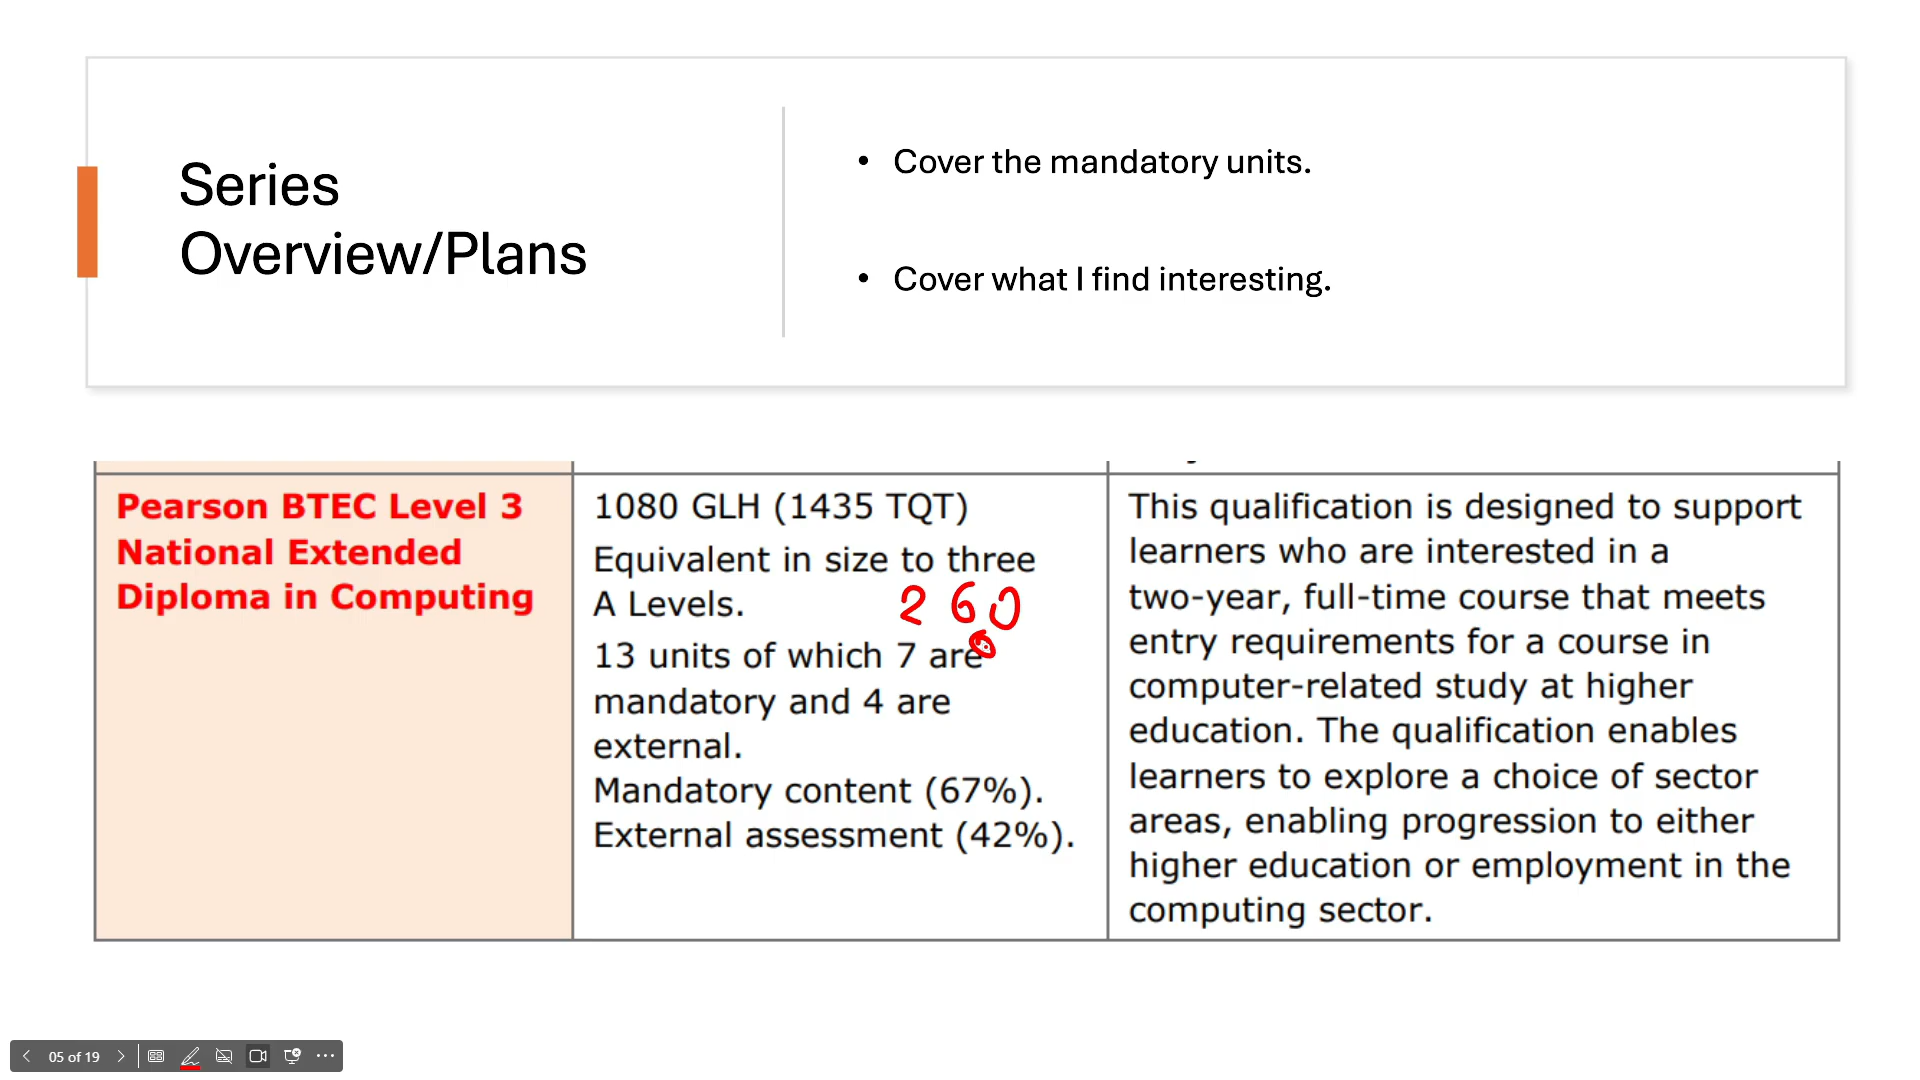 Series
Overview/Plans
• Cover the mandatory units.
• Cover what I find interesting.
Pearson BTEC Level 3
National Extended
Diploma in Computing
1080 GLH (1435 TQT)
Equivalent in size to three
A Levels.
2 60
13 units of which 7 are
mandatory and 4 are
external.
Mandatory content (67%).
External assessment (42%).
This qualification is designed to support
learners who are interested in a
two-year, full-time course that meets
entry requirements for a course in
computer-related study at higher
education. The qualification enables
learners to explore a choice of sector
areas, enabling progression to either
higher education or employment in the
computing sector.
05 of 19